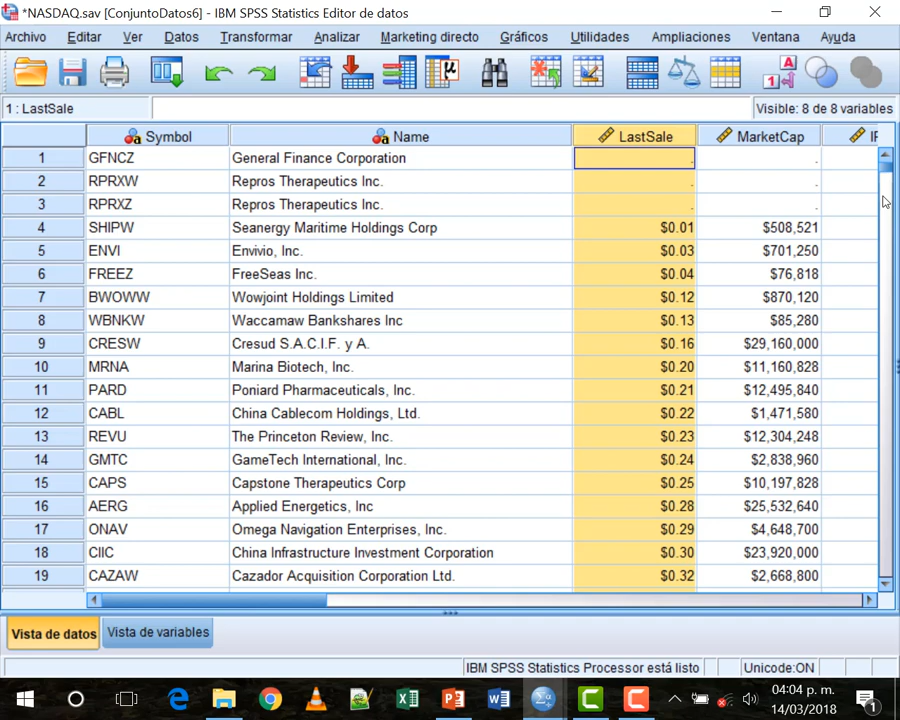 *NASDAQ.sav [ConjuntoDatos6] - IBM SPSS Statistics Editor de datos
Archivo Editar Ver Datos Transformar Analizar Marketing directo Gráficos Utilidades Ampliaciones Ventana Ayuda
1 : LastSale Visible: 8 de 8 variables
Symbol Name LastSale MarketCap
1 GFNCZ General Finance Corporation . .
2 RPRXW Repros Therapeutics Inc. . .
3 RPRXZ Repros Therapeutics Inc. . .
4 SHIPW Seanergy Maritime Holdings Corp $0.01 $508,521
5 ENVI Envivio, Inc. $0.03 $701,250
6 FREEZ FreeSeas Inc. $0.04 $76,818
7 BWOWW Wowjoint Holdings Limited $0.12 $870,120
8 WBNKW Waccamaw Bankshares Inc $0.13 $85,280
9 CRESW Cresud S.A.C.I.F. y A. $0.16 $29,160,000
10 MRNA Marina Biotech, Inc. $0.20 $11,160,828
11 PARD Poniard Pharmaceuticals, Inc. $0.21 $12,495,840
12 CABL China Cablecom Holdings, Ltd. $0.22 $1,471,580
13 REVU The Princeton Review, Inc. $0.23 $12,304,248
14 GMTC GameTech International, Inc. $0.24 $2,838,960
15 CAPS Capstone Therapeutics Corp $0.25 $10,197,828
16 AERG Applied Energetics, Inc $0.28 $25,532,640
17 ONAV Omega Navigation Enterprises, Inc. $0.29 $4,648,700
18 CIIC China Infrastructure Investment Corporation $0.30 $23,920,000
19 CAZAW Cazador Acquisition Corporation Ltd. $0.32 $2,668,800
Vista de datos Vista de variables
IBM SPSS Statistics Processor está listo Unicode:ON
04:04 p. m.
14/03/2018
1